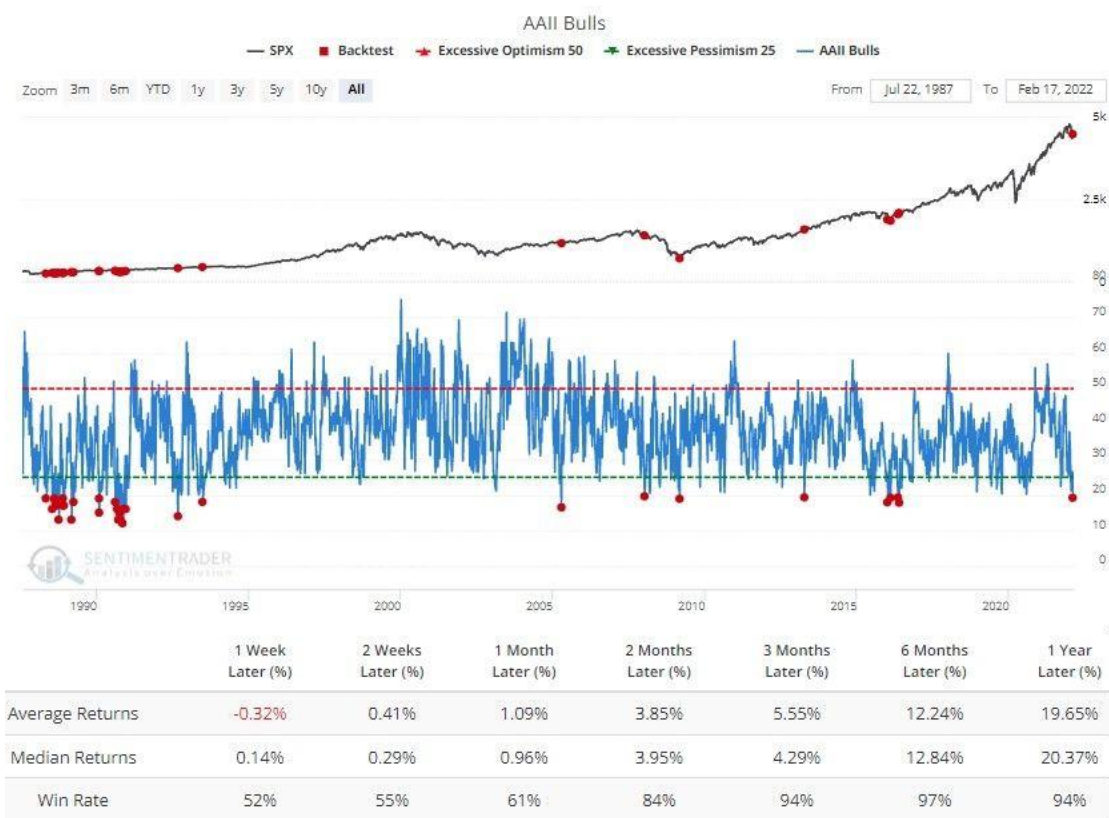 AAII Bulls
SPX Backtest Excessive Optimism 50 Excessive Pessimism 25 AAII Bulls
Zoom 3m 6m YTD 1y 3y 5y 10y All From Jul 22, 1987 To Feb 17, 2022
5k
2.5k
80
0
70
60
50
40
30
20
10
0
SENTIMENTRADER
Analysis over Emotion
1990 1995 2000 2005 2010 2015 2020
1 Week 2 Weeks 1 Month 2 Months 3 Months 6 Months 1 Year
Later (%) Later (%) Later (%) Later (%) Later (%) Later (%) Later (%)
Average Returns -0.32% 0.41% 1.09% 3.85% 5.55% 12.24% 19.65%
Median Returns 0.14% 0.29% 0.96% 3.95% 4.29% 12.84% 20.37%
Win Rate 52% 55% 61% 84% 94% 97% 94%